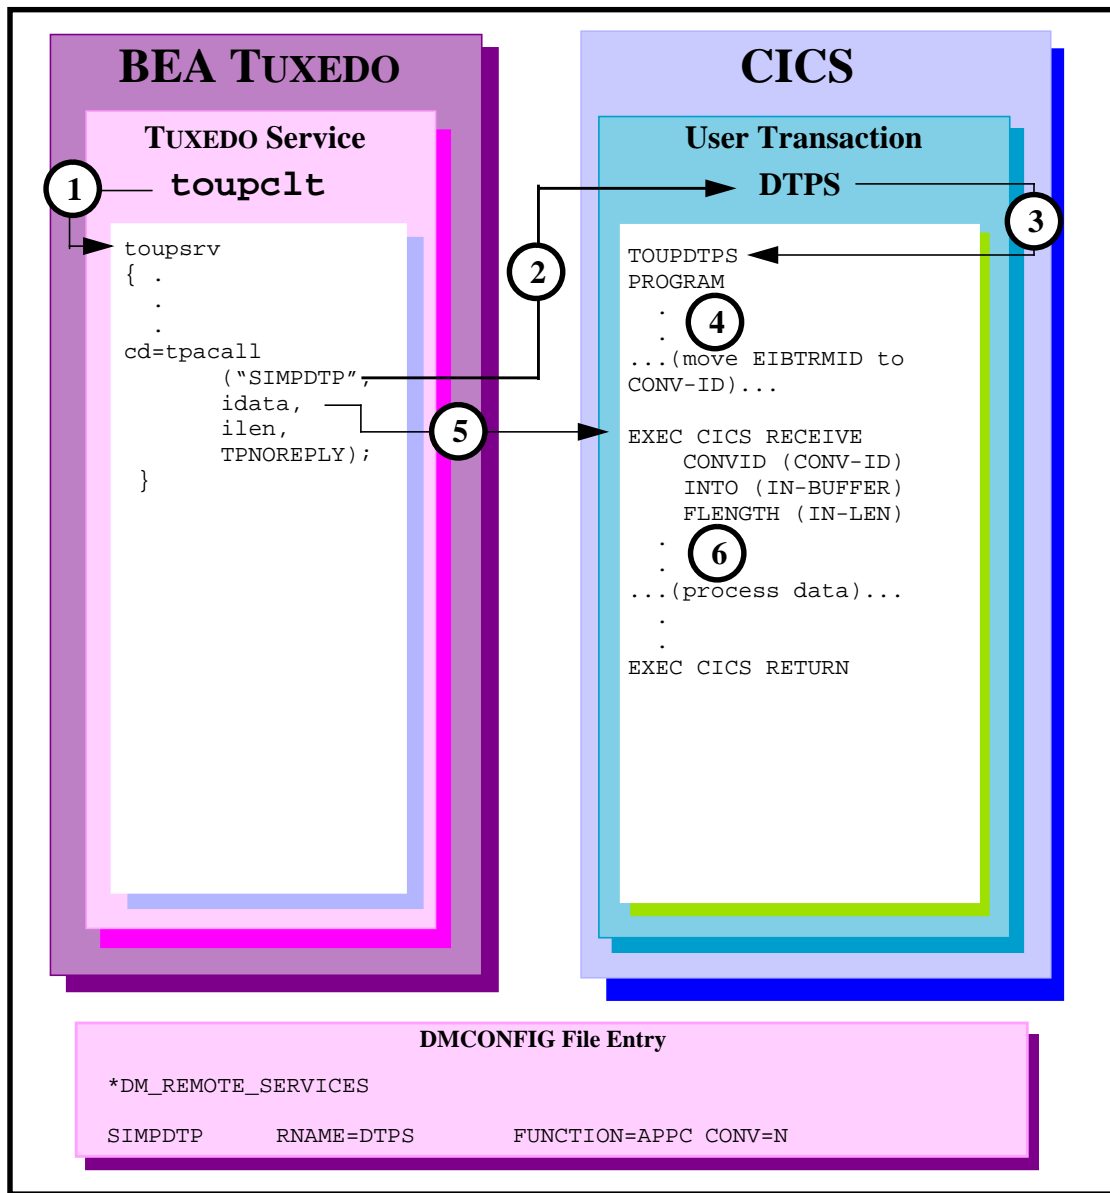 BEA TUXEDO
TUXEDO Service
1
toupclt
toupsrv
{ .
.
.
cd=tpacall
("SIMPDTP",
idata,
ilen,
TPNOREPLY);
}
2
5
CICS
User Transaction
DTPS
3
TOUPDTPS
PROGRAM
.
4
.
...(move EIBTRMID to
CONV-ID)...
EXEC CICS RECEIVE
CONVID (CONV-ID)
INTO (IN-BUFFER)
FLENGTH (IN-LEN)
.
6
.
...(process data)...
.
.
EXEC CICS RETURN
DMCONFIG File Entry
*DM_REMOTE_SERVICES
SIMPDTP RNAME=DTPS FUNCTION=APPC CONV=N